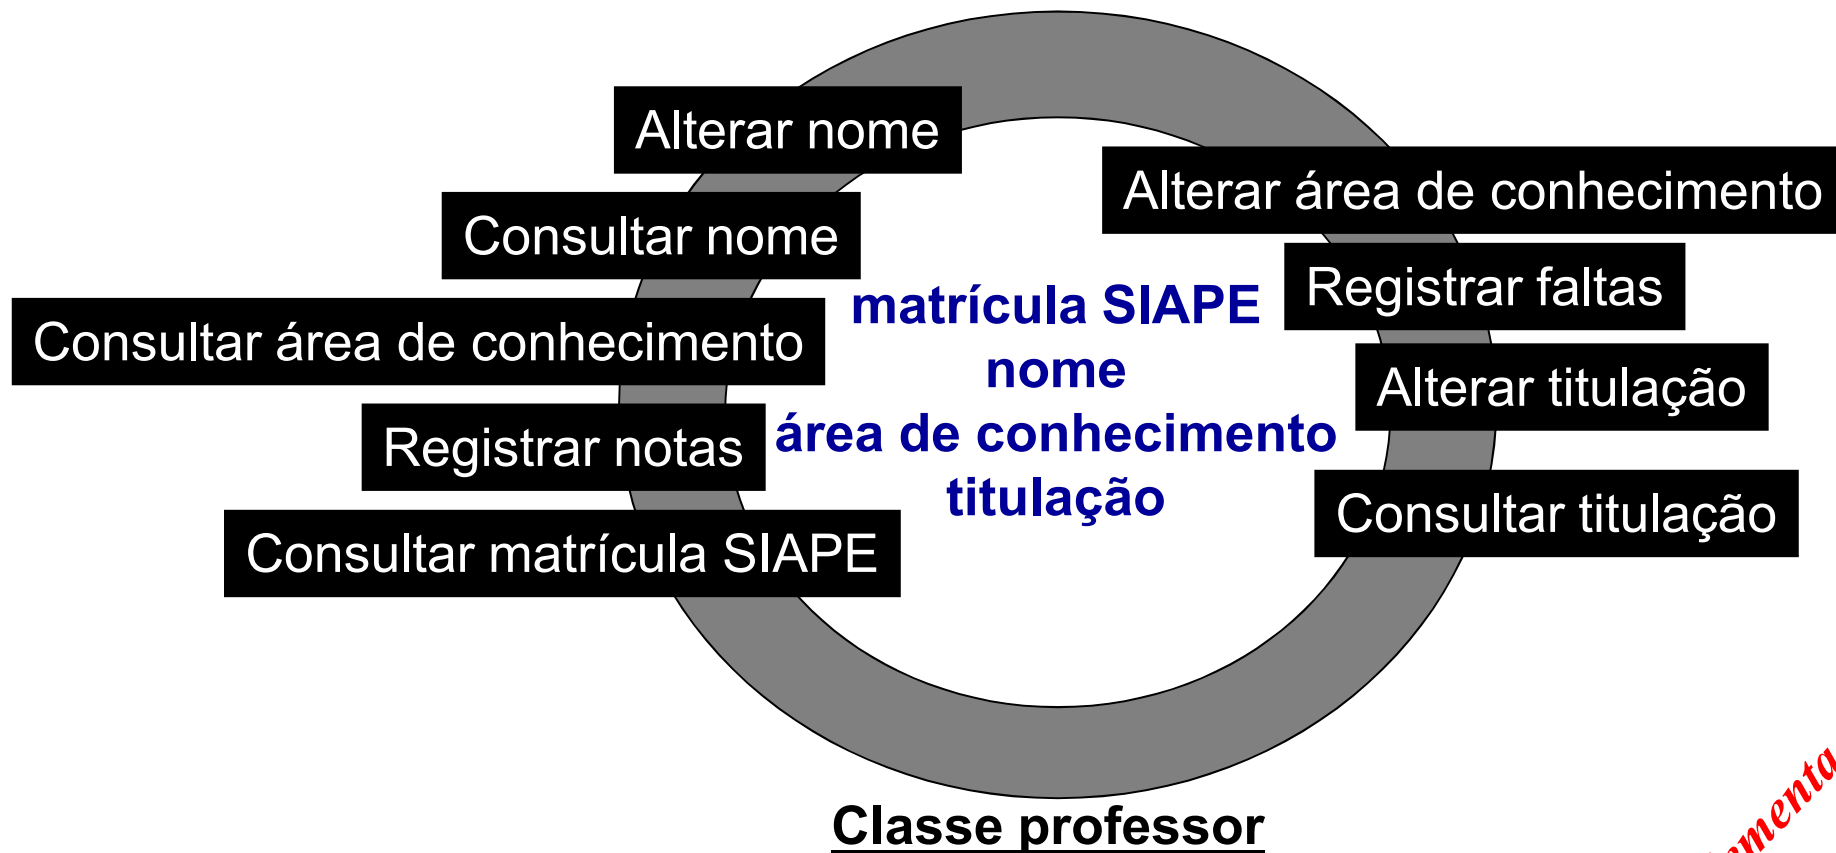 Alterar nome
Consultar nome
Consultar área de conhecimento
Registrar notas
Consultar matrícula SIAPE
matrícula SIAPE
nome
área de conhecimento
titulação
Alterar área de conhecimento
Registrar faltas
Alterar titulação
Consultar titulação
Classe professor